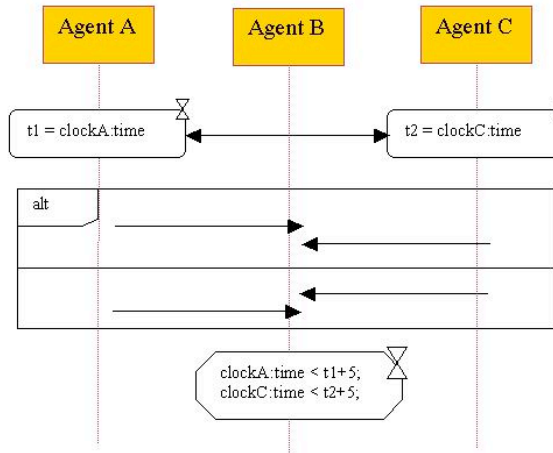 Agent A
Agent B
Agent C
t1 = clockA:time
t2 = clockC:time
alt
clockA:time < t1+5;
clockC:time < t2+5;